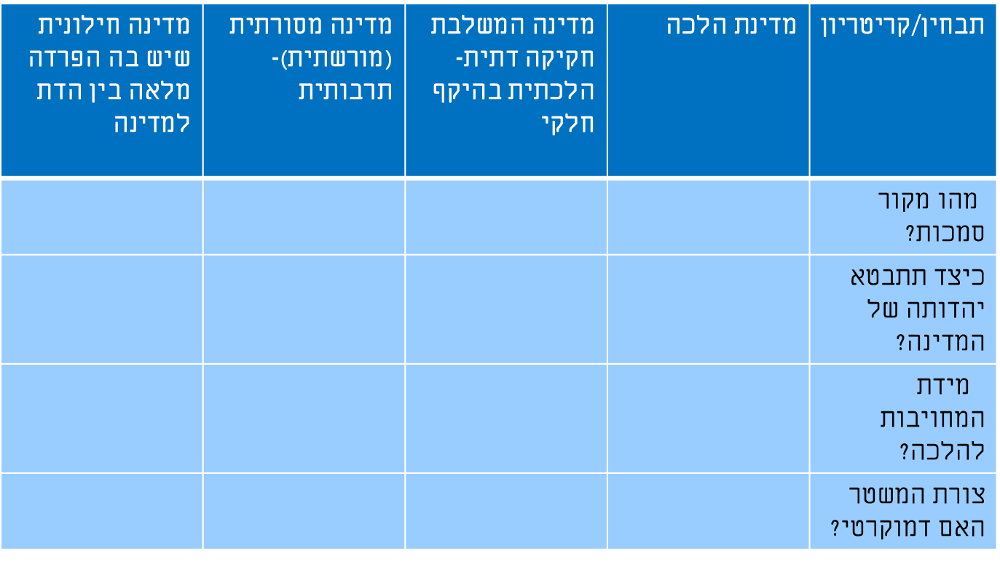 תבחין/קריטריון
מדינת הלכה
מדינה המשלבת
חקיקה דתית-
הלכתית בהיקף
חלקי
מדינה מסורתית
(מורשתית)-
תרבותית
מדינה חילונית
שיש בה הפרדה
מלאה בין הדת
למדינה
מהו מקור
סמכות?
כיצד תתבטא
יהדותה של
המדינה?
מידת
המחויבות
להלכה?
צורת המשטר
האם דמוקרטי?